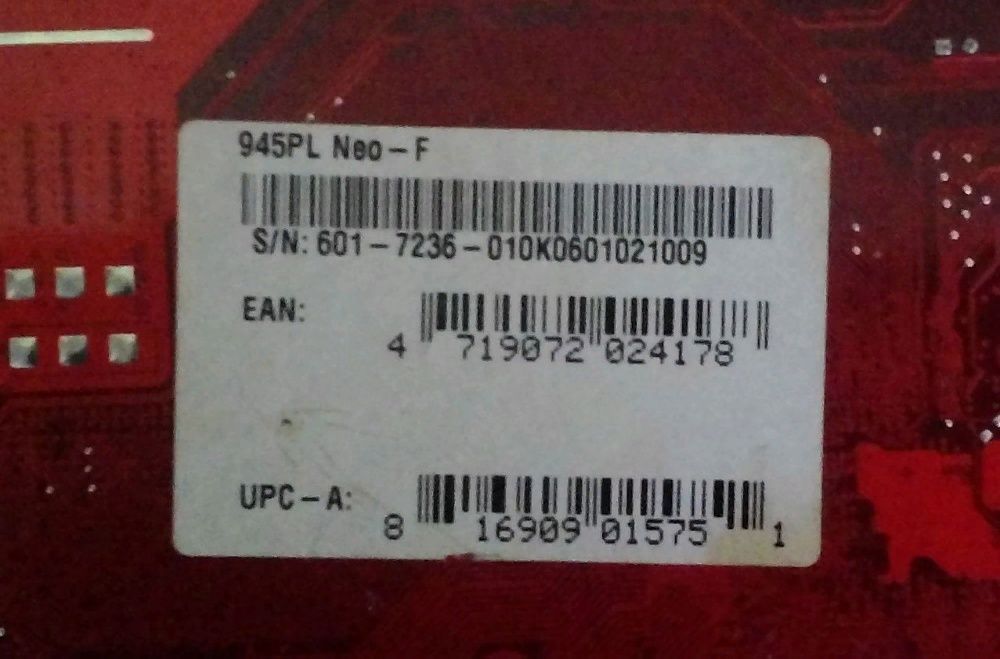 945PL Neo-F
S/N: 601-7236-010K0601021009
EAN:
4 719072 024178
UPC-A:
8 16909 01575 1